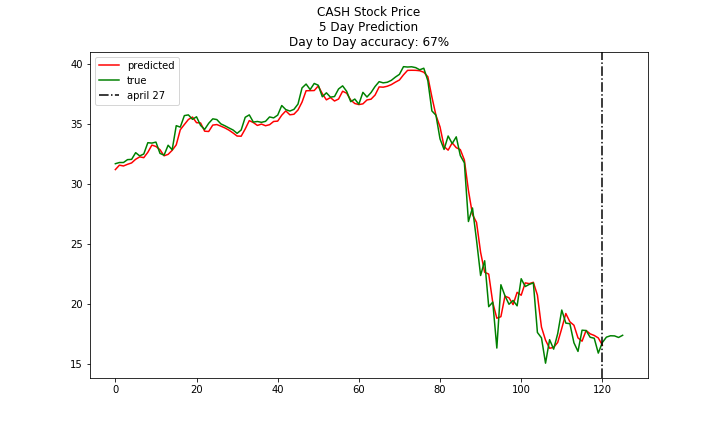 CASH Stock Price
5 Day Prediction
Day to Day accuracy: 67%
predicted
true
april 27
40
35
30
25
20
15
0
20
40
60
80
100
120